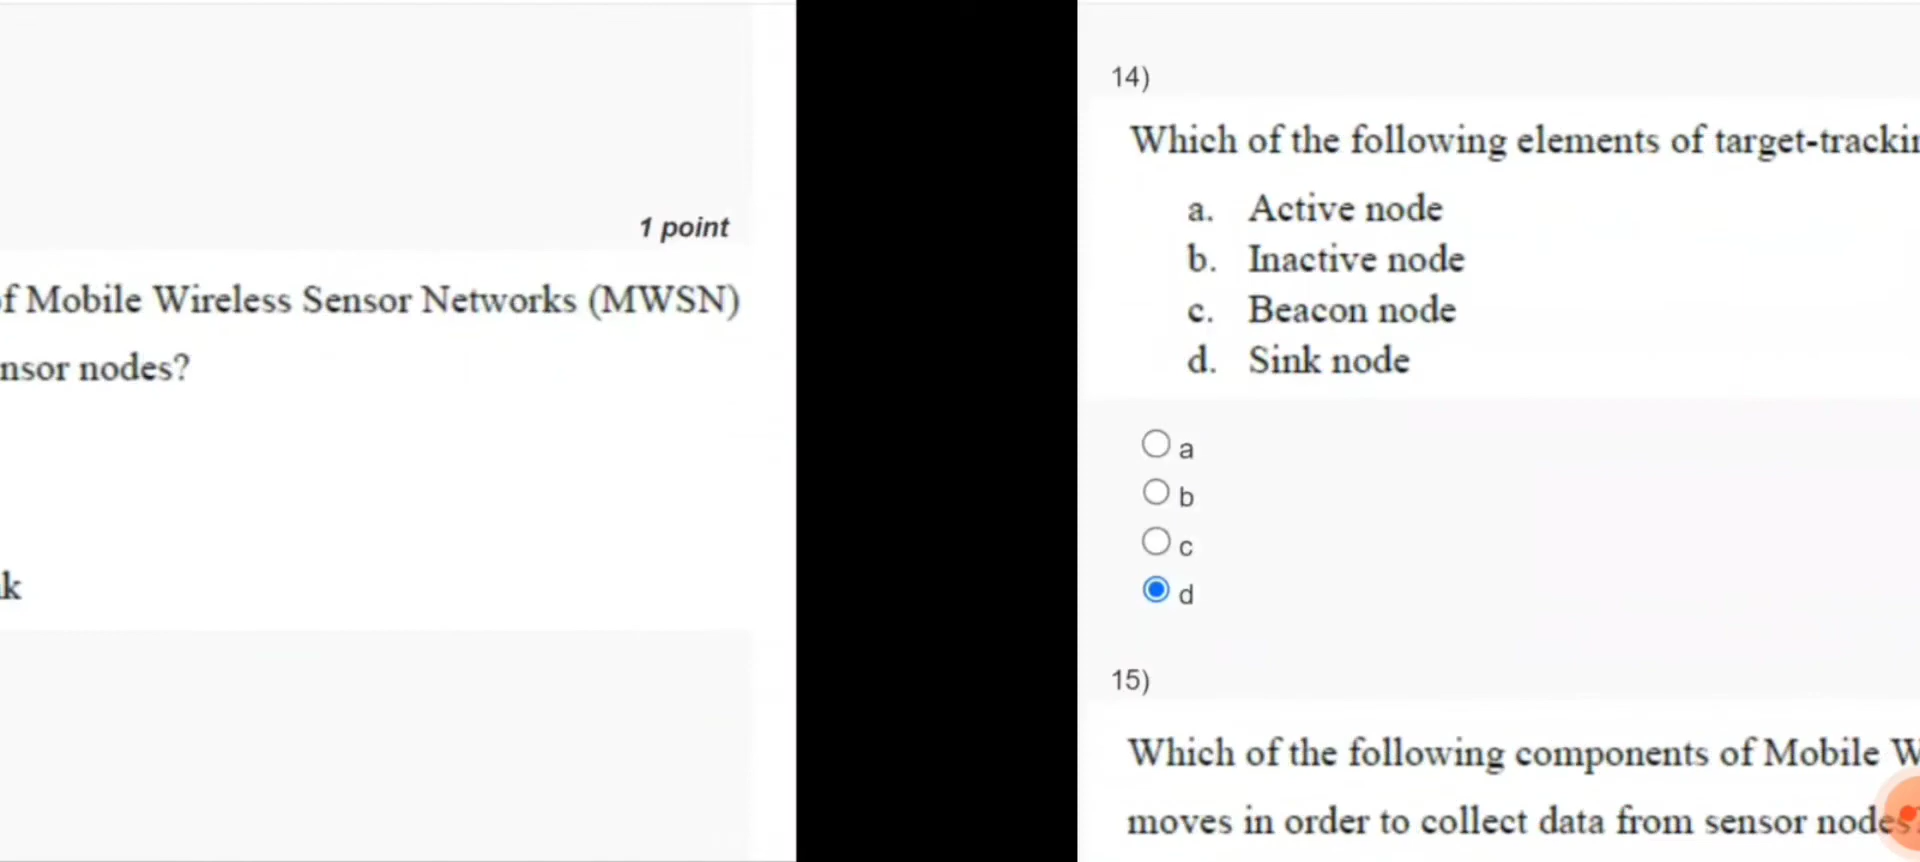 1 point
f Mobile Wireless Sensor Networks (MWSN)
nsor nodes?
k
14)
Which of the following elements of target-trackin
a. Active node
b. Inactive node
c. Beacon node
d. Sink node
a
b
c
d
15)
Which of the following components of Mobile W
moves in order to collect data from sensor nodes